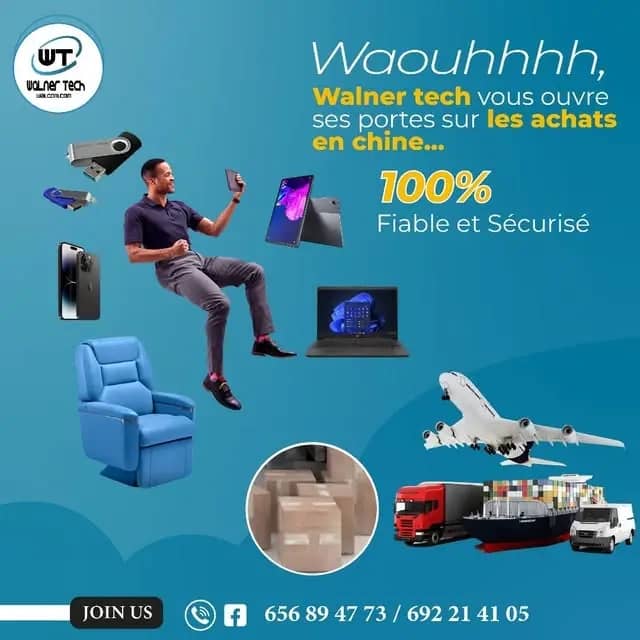 WT
WALNER TECH
Waouhhhh,
Walner tech vous ouvre
ses portes sur les achats
en chine...
100%
Fiable et Sécurisé
JOIN US
656 89 47 73 / 692 21 41 05